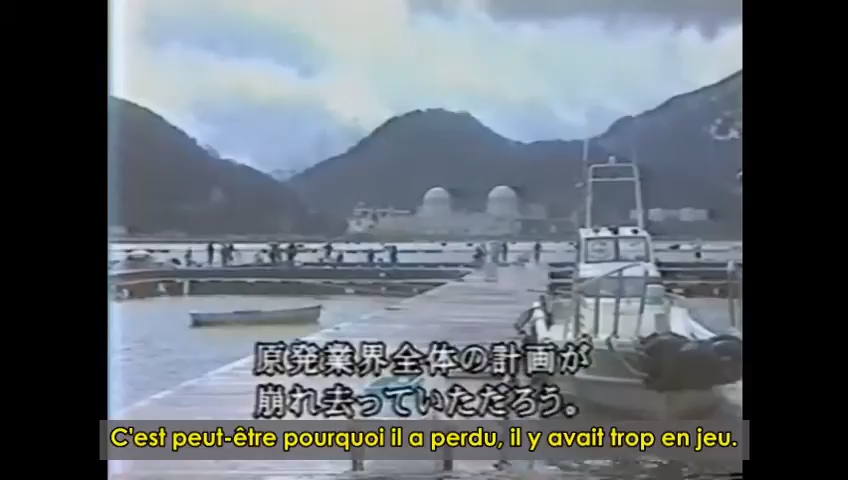 原発業界全体の計画が
崩れ去っていただろう。
C'est peut-être pourquoi il a perdu, il y avait trop en jeu.